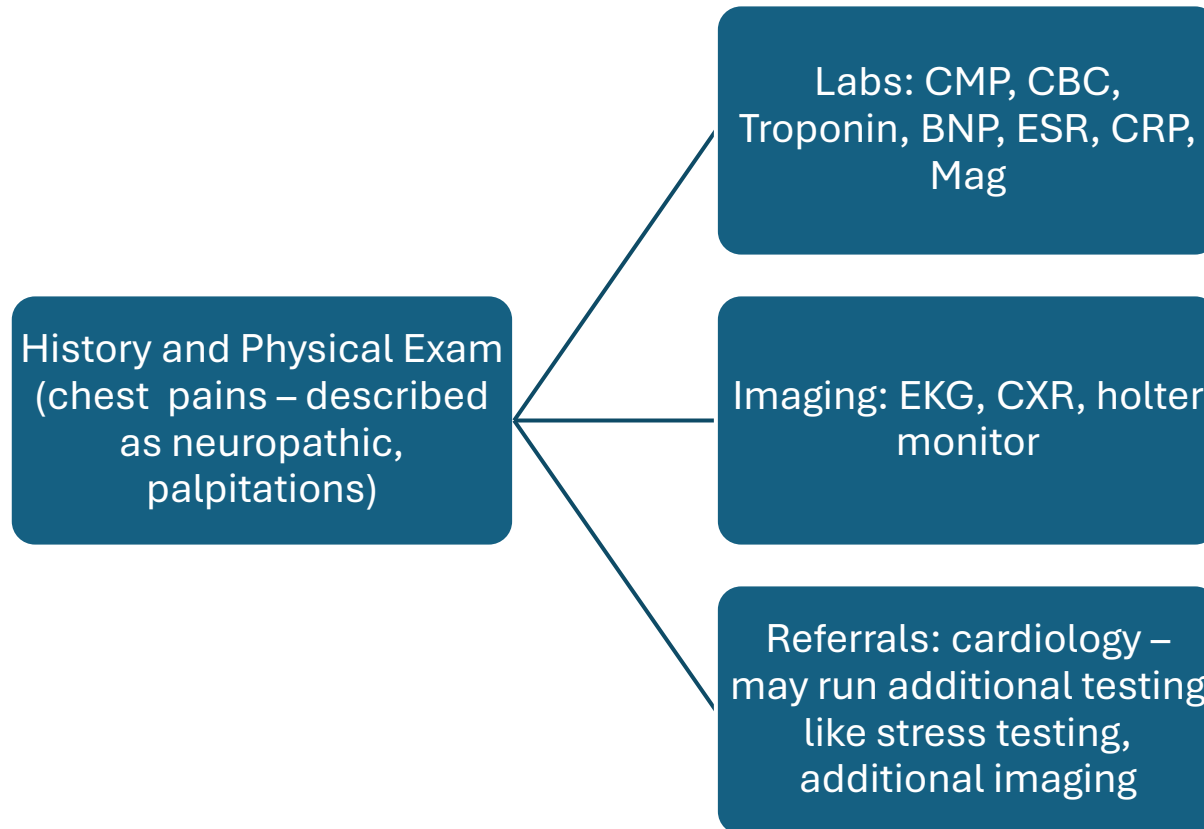 Labs: CMP, CBC,
Troponin, BNP, ESR, CRP,
Mag
History and Physical Exam
(chest pains – described
as neuropathic,
palpitations)
Imaging: EKG, CXR, holter
monitor
Referrals: cardiology –
may run additional testing
like stress testing,
additional imaging